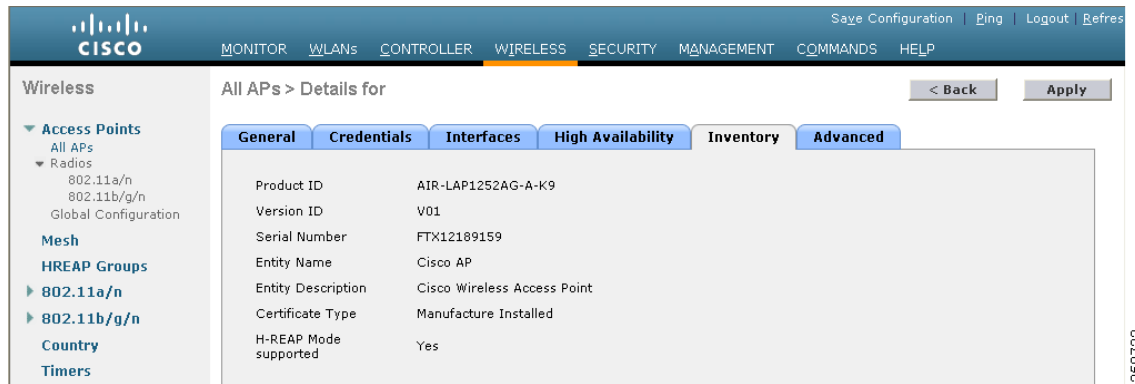 Save Configuration | Ping | Logout | Refres
CISCO
MONITOR WLANs CONTROLLER WIRELESS SECURITY MANAGEMENT COMMANDS HELP
Wireless
All APs > Details for
< Back
Apply
General Credentials Interfaces High Availability Inventory Advanced
Access Points
All APs
Radios
802.11a/n
802.11b/g/n
Global Configuration
Mesh
HREAP Groups
802.11a/n
802.11b/g/n
Country
Timers
Product ID AIR-LAP1252AG-A-K9
Version ID V01
Serial Number FTX12189159
Entity Name Cisco AP
Entity Description Cisco Wireless Access Point
Certificate Type Manufacture Installed
H-REAP Mode
supported Yes